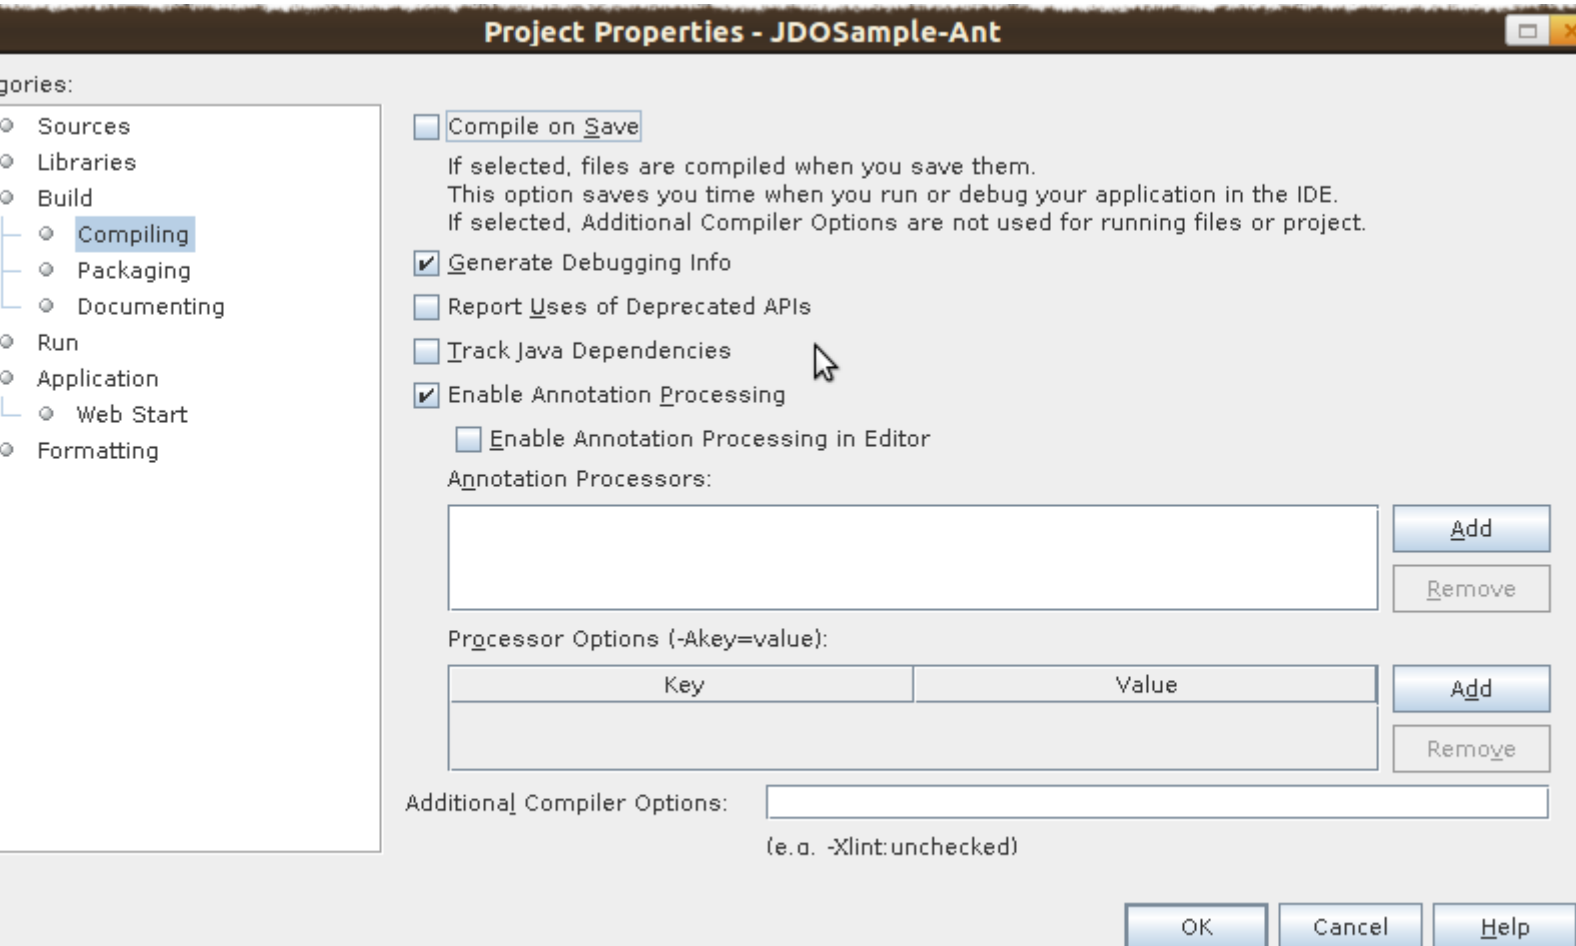 Project Properties - JDOSample-Ant
gories:
Sources
Libraries
Build
Compiling
Packaging
Documenting
Run
Application
Web Start
Formatting
Compile on Save
If selected, files are compiled when you save them.
This option saves you time when you run or debug your application in the IDE.
If selected, Additional Compiler Options are not used for running files or project.
Generate Debugging Info
Report Uses of Deprecated APIs
Track Java Dependencies
Enable Annotation Processing
Enable Annotation Processing in Editor
Annotation Processors:
Add
Remove
Processor Options (-Akey=value):
Key Value
Add
Remove
Additional Compiler Options:
(e.g. -Xlint:unchecked)
OK Cancel Help